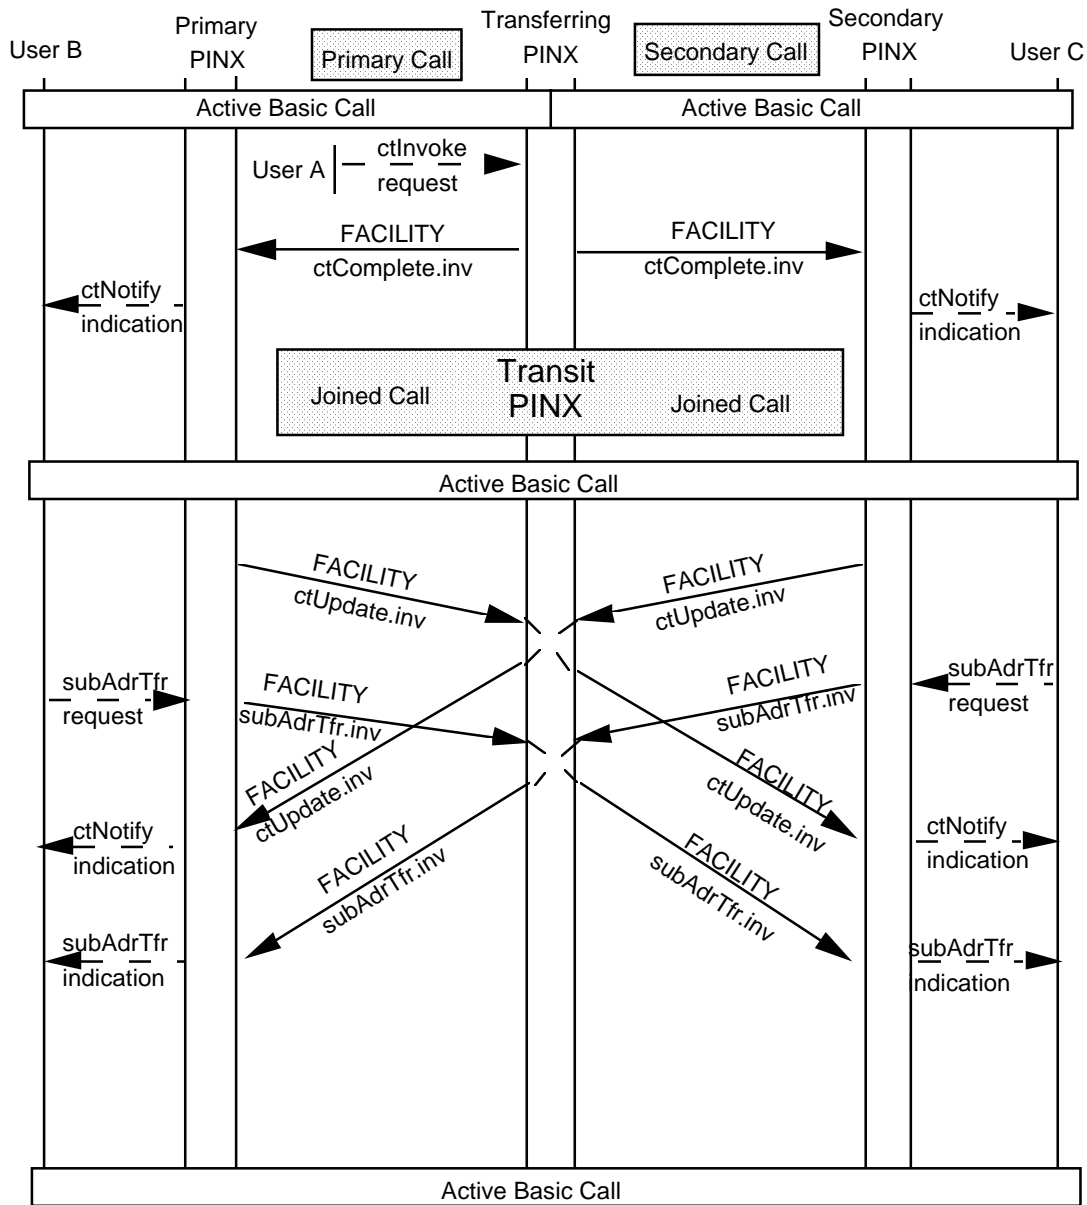 User B
Primary
PINX
Primary Call
Transferring
PINX
Secondary Call
Secondary
PINX
User C
Active Basic Call
Active Basic Call
User A
ctInvoke
request
FACILITY
ctComplete.inv
FACILITY
ctComplete.inv
ctNotify
indication
ctNotify
indication
Joined Call
Transit
PINX
Joined Call
Active Basic Call
FACILITY
ctUpdate.inv
FACILITY
ctUpdate.inv
subAdrTfr
request
FACILITY
subAdrTfr.inv
FACILITY
subAdrTfr.inv
subAdrTfr
request
FACILITY
ctUpdate.inv
FACILITY
ctUpdate.inv
ctNotify
indication
FACILITY
subAdrTfr.inv
FACILITY
subAdrTfr.inv
ctNotify
indication
subAdrTfr
indication
subAdrTfr
indication
Active Basic Call